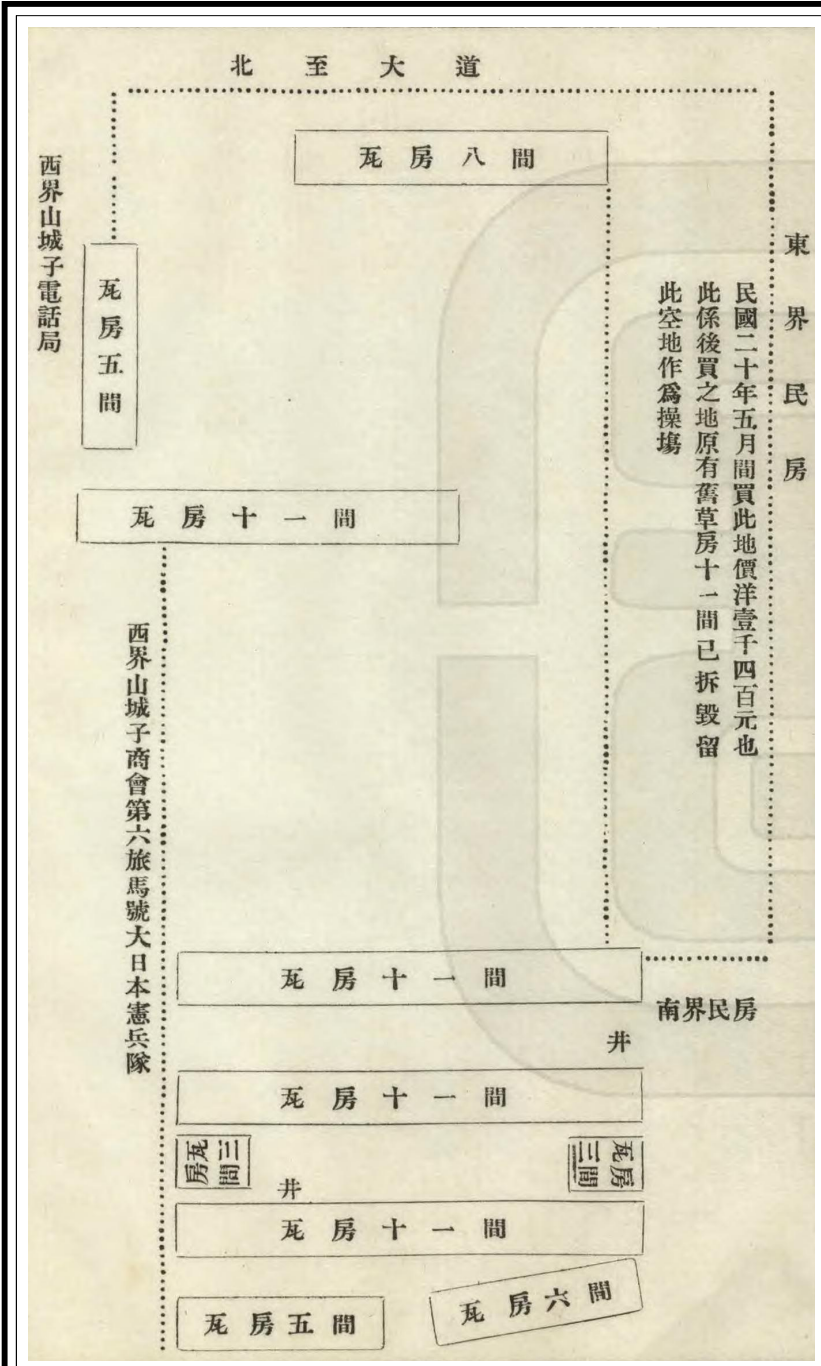 北至大道
東界民房
民國二十年五月間買此地價洋壹千四百元也
此係後買之地原有舊草房十一間已拆毀留
此空地作爲操塲
瓦房八間
西界山城子電話局
瓦房五間
瓦房十一間
西界山城子商會第六旅馬號大日本憲兵隊
瓦房十一間
南界民房
井
瓦房十一間
瓦房
三間
瓦房
三間
井
瓦房十一間
瓦房六間
瓦房五間